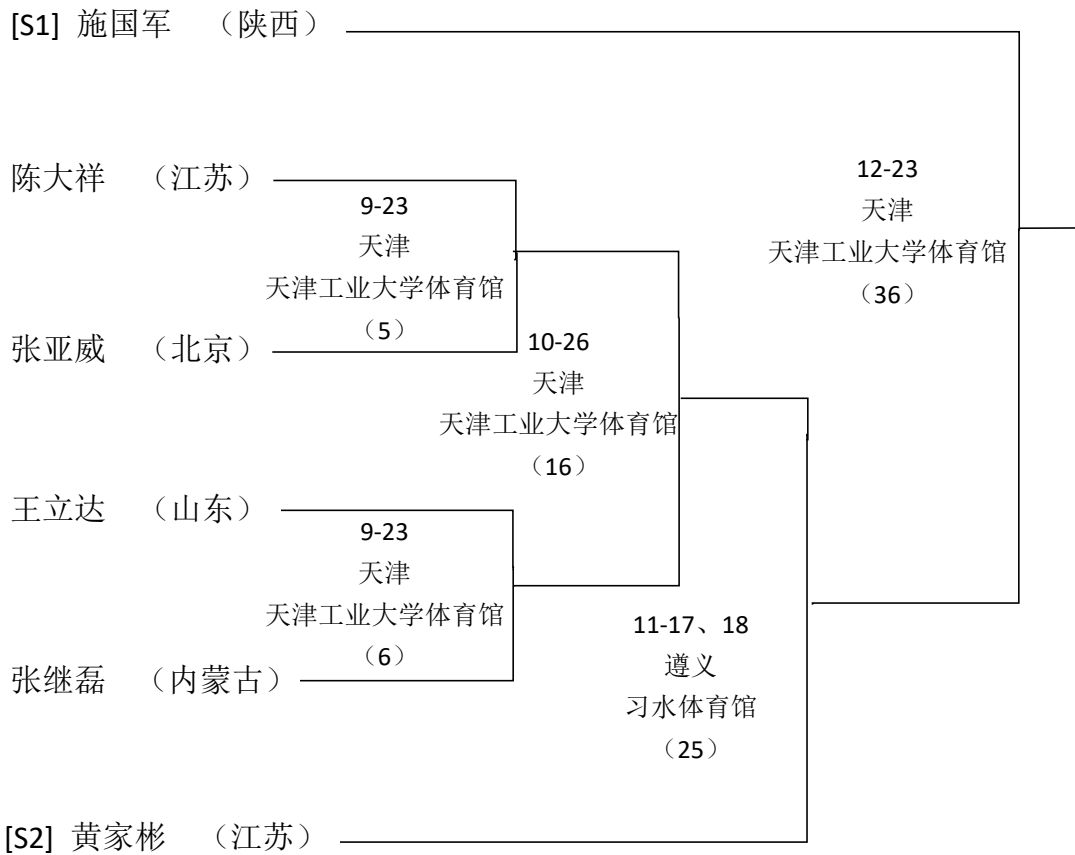 [S1] 施国军 （陕西）
陈大祥 （江苏）
9-23
天津
天津工业大学体育馆
（5）
张亚威 （北京）
10-26
天津
天津工业大学体育馆
（16）
12-23
天津
天津工业大学体育馆
（36）
王立达 （山东）
9-23
天津
天津工业大学体育馆
（6）
张继磊 （内蒙古）
11-17、18
遵义
习水体育馆
（25）
[S2] 黄家彬 （江苏）